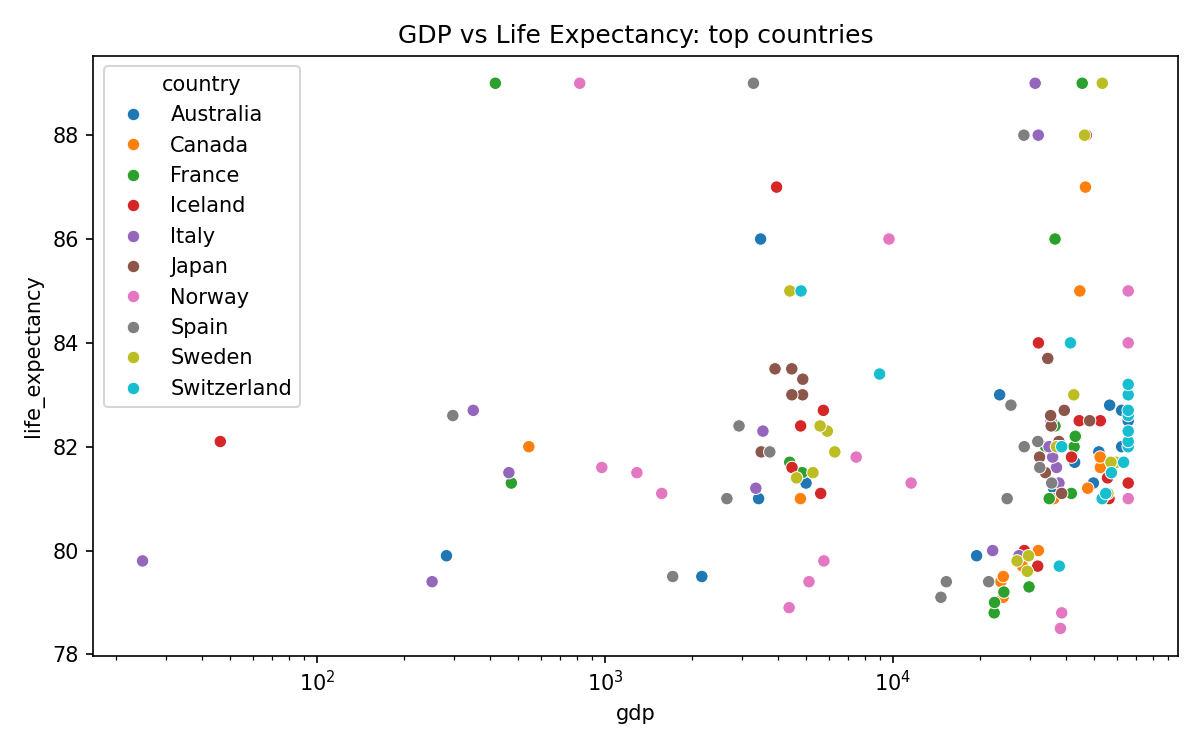 GDP vs Life Expectancy: top countries
country
Australia
Canada
France
Iceland
Italy
Japan
Norway
Spain
Sweden
Switzerland
88
86
84
82
80
78
life_expectancy
10²
10³
10⁴
gdp